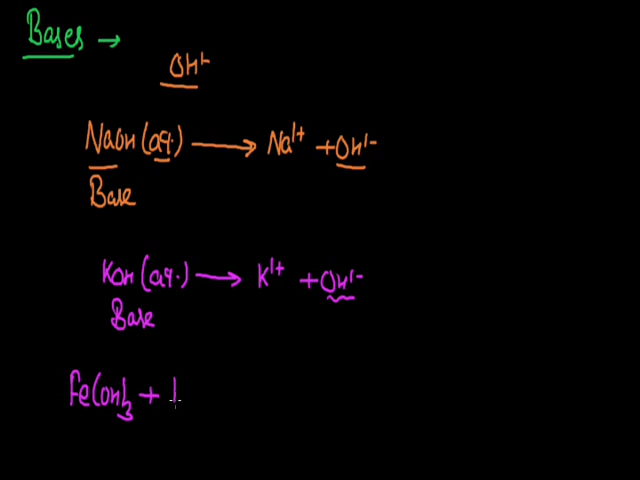 Bases →
OH¹-
NaOH (aq.) → Na¹+ + OH¹-
Base
KOH (aq.) → K¹+ + OH¹-
Base
Fe(OH)3 +